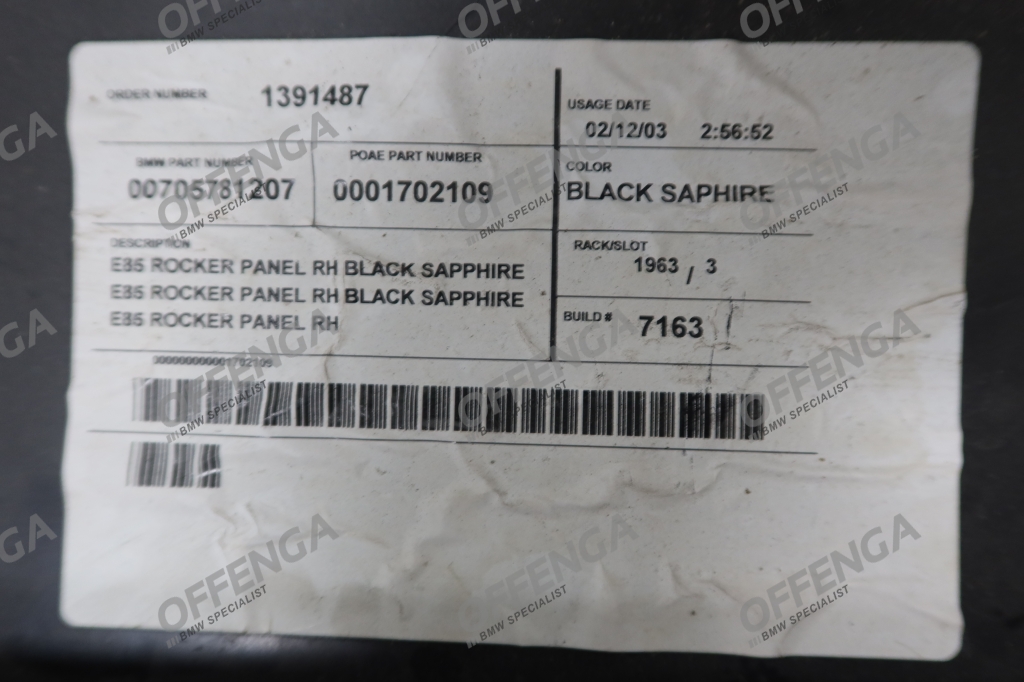 ORDER NUMBER 1391487
USAGE DATE
02/12/03 2:56:52
BMW PART NUMBER
00705781207
POAE PART NUMBER
0001702109
COLOR
BLACK SAPHIRE
DESCRIPTION
E85 ROCKER PANEL RH BLACK SAPPHIRE
E85 ROCKER PANEL RH BLACK SAPPHIRE
E85 ROCKER PANEL RH
RACK/SLOT
1963 / 3
BUILD # 7163
000000000001702109
OFFENGA
BMW SPECIALIST